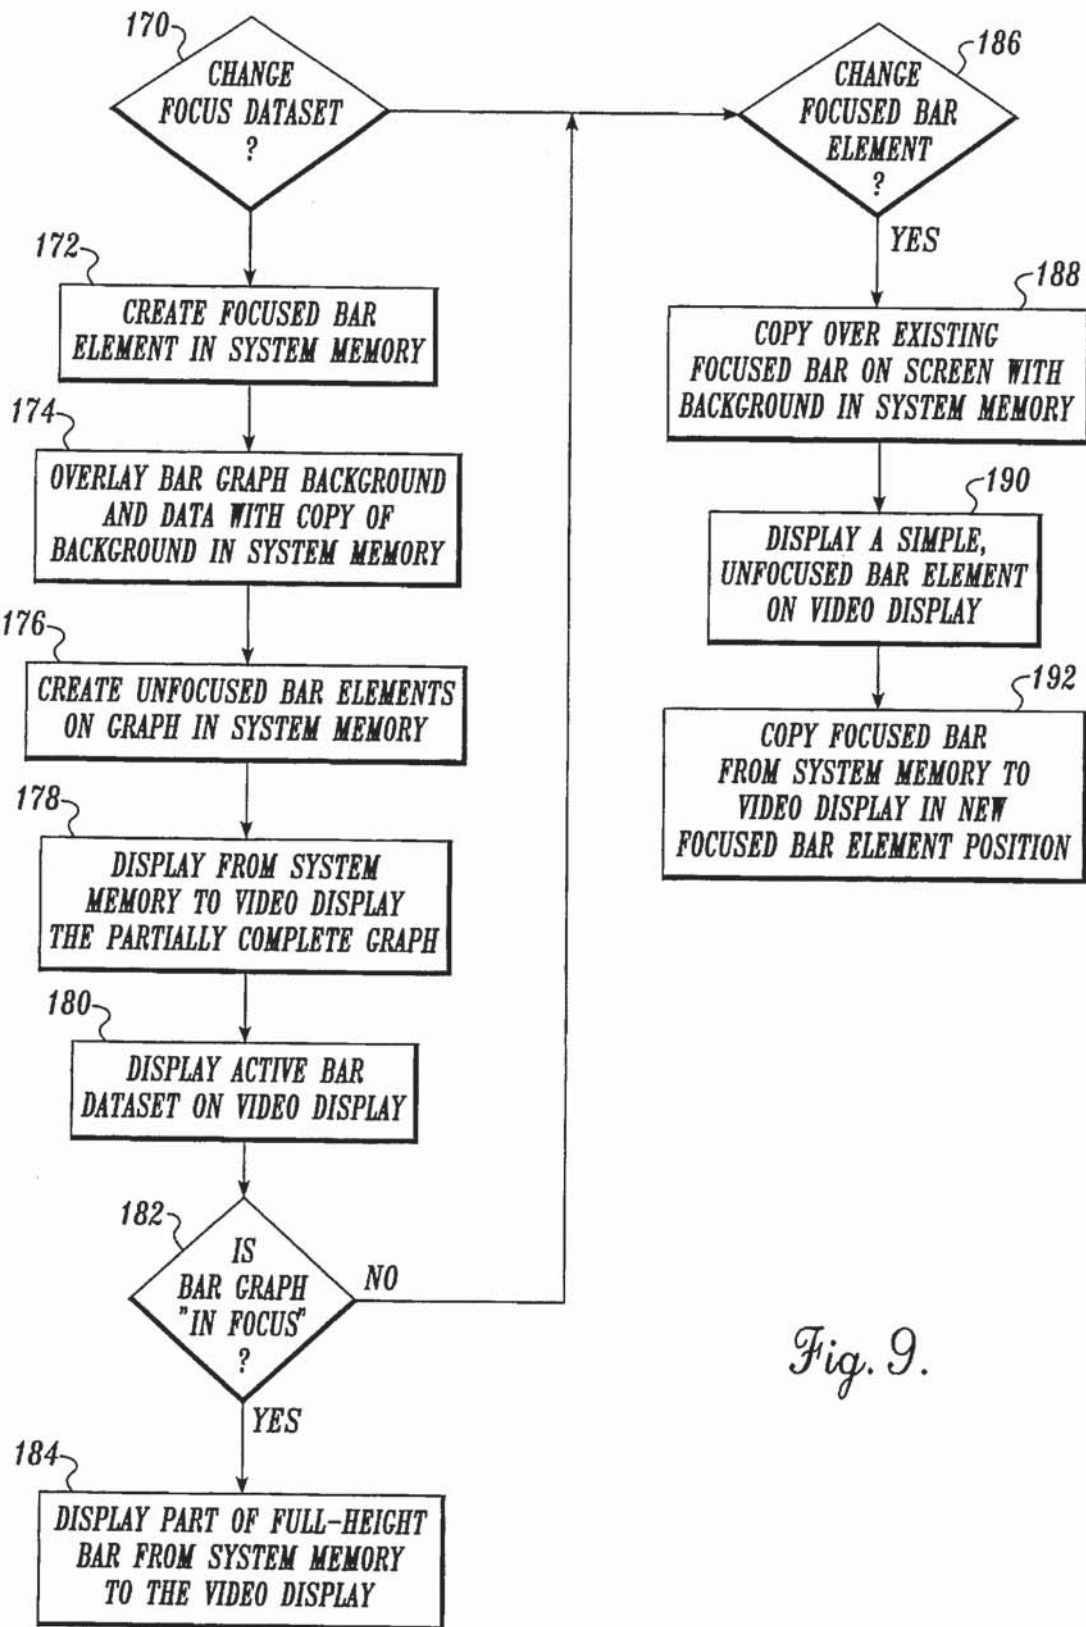 170
CHANGE
FOCUS DATASET
?
172
CREATE FOCUSED BAR
ELEMENT IN SYSTEM MEMORY
174
OVERLAY BAR GRAPH BACKGROUND
AND DATA WITH COPY OF
BACKGROUND IN SYSTEM MEMORY
176
CREATE UNFOCUSED BAR ELEMENTS
ON GRAPH IN SYSTEM MEMORY
178
DISPLAY FROM SYSTEM
MEMORY TO VIDEO DISPLAY
THE PARTIALLY COMPLETE GRAPH
180
DISPLAY ACTIVE BAR
DATASET ON VIDEO DISPLAY
182
IS
BAR GRAPH
"IN FOCUS"
?
NO
YES
184
DISPLAY PART OF FULL-HEIGHT
BAR FROM SYSTEM MEMORY
TO THE VIDEO DISPLAY
186
CHANGE
FOCUSED BAR
ELEMENT
?
YES
188
COPY OVER EXISTING
FOCUSED BAR ON SCREEN WITH
BACKGROUND IN SYSTEM MEMORY
190
DISPLAY A SIMPLE,
UNFOCUSED BAR ELEMENT
ON VIDEO DISPLAY
192
COPY FOCUSED BAR
FROM SYSTEM MEMORY TO
VIDEO DISPLAY IN NEW
FOCUSED BAR ELEMENT POSITION
Fig. 9.